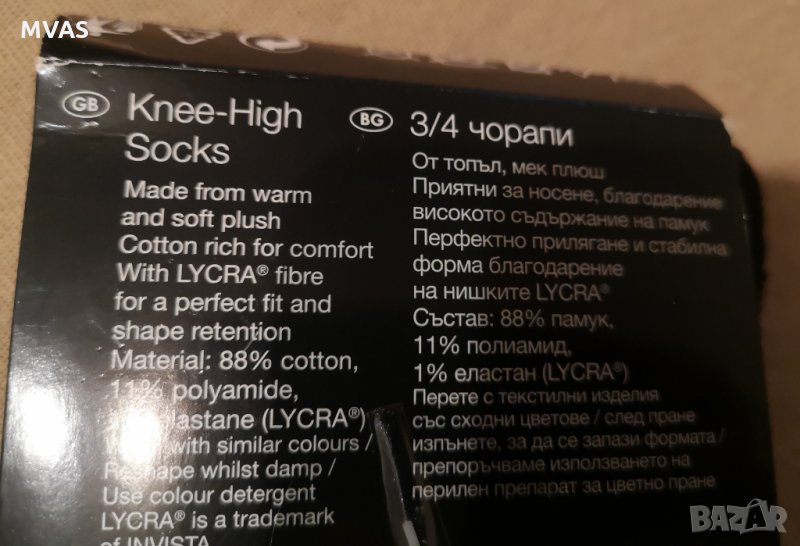 MVAS
GB Knee-High
Socks
Made from warm
and soft plush
Cotton rich for comfort
With LYCRA® fibre
for a perfect fit and
shape retention
Material: 88% cotton,
11% polyamide,
(LYCRA®)
with similar colours /
whilst damp /
Use colour detergent
LYCRA® is a trademark
of INVISTA
BG 3/4 чорапи
От топъл, мек плюш
Приятни за носене, благодарение
високото съдържание на памук
Перфектно прилягане и стабилна
форма благодарение
на нишките LYCRA®
Състав: 88% памук,
11% полиамид,
1% еластан (LYCRA®)
Перете с текстилни изделия
със сходни цветове / след пране
изпънете, за да се запази формата /
препоръчваме използването на
перилен препарат за цветно пране
BAZAR